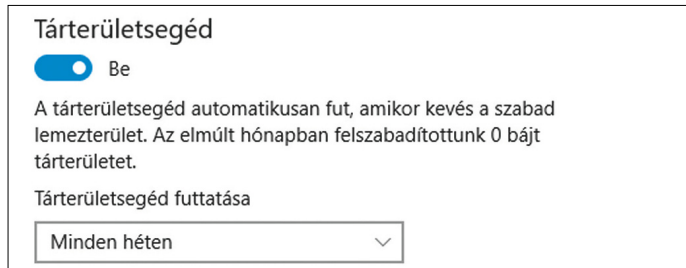 Tárterületsegéd
Be
A tárterületsegéd automatikusan fut, amikor kevés a szabad
lemezterület. Az elmúlt hónapban felszabadítottunk 0 bájt
tárterületet.
Tárterületsegéd futtatása
Minden héten